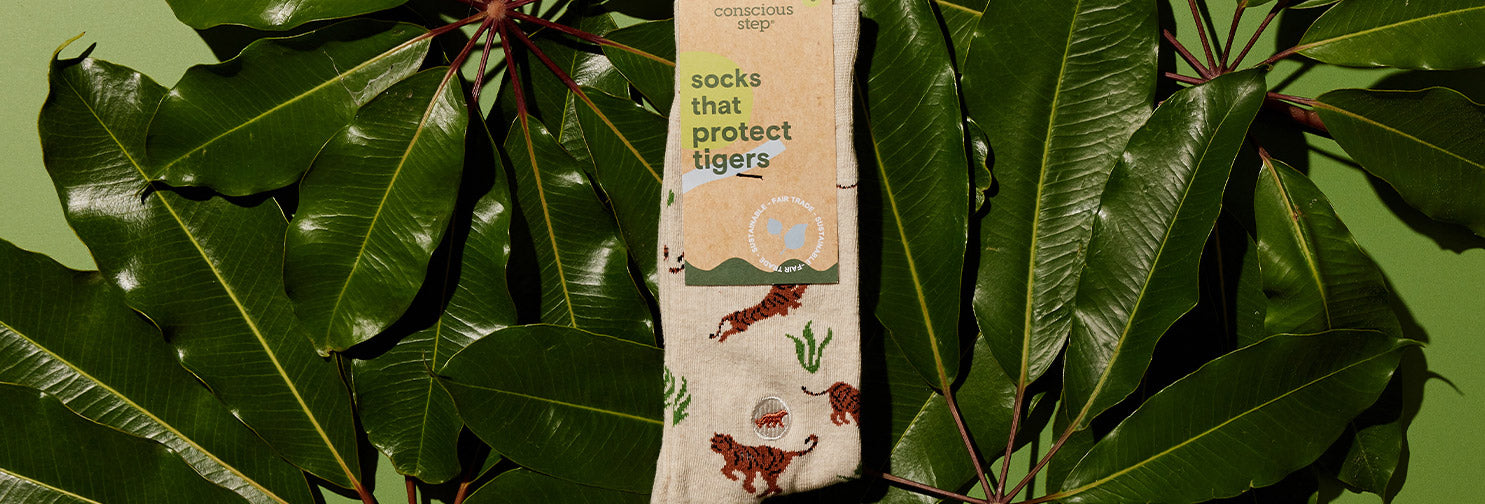 conscious
step®
socks
that
protect
tigers
SUSTAINABLE - FAIR TRADE - SUSTAINABLE - FAIR TRADE -